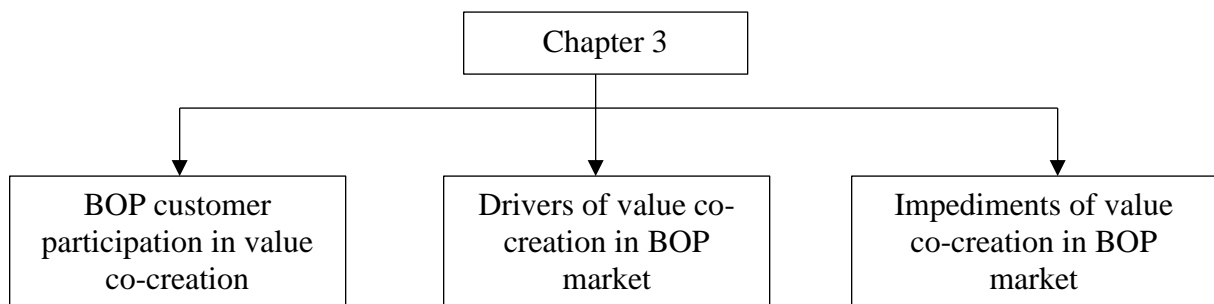 Chapter 3
BOP customer
participation in value
co-creation
Drivers of value co-
creation in BOP
market
Impediments of value
co-creation in BOP
market